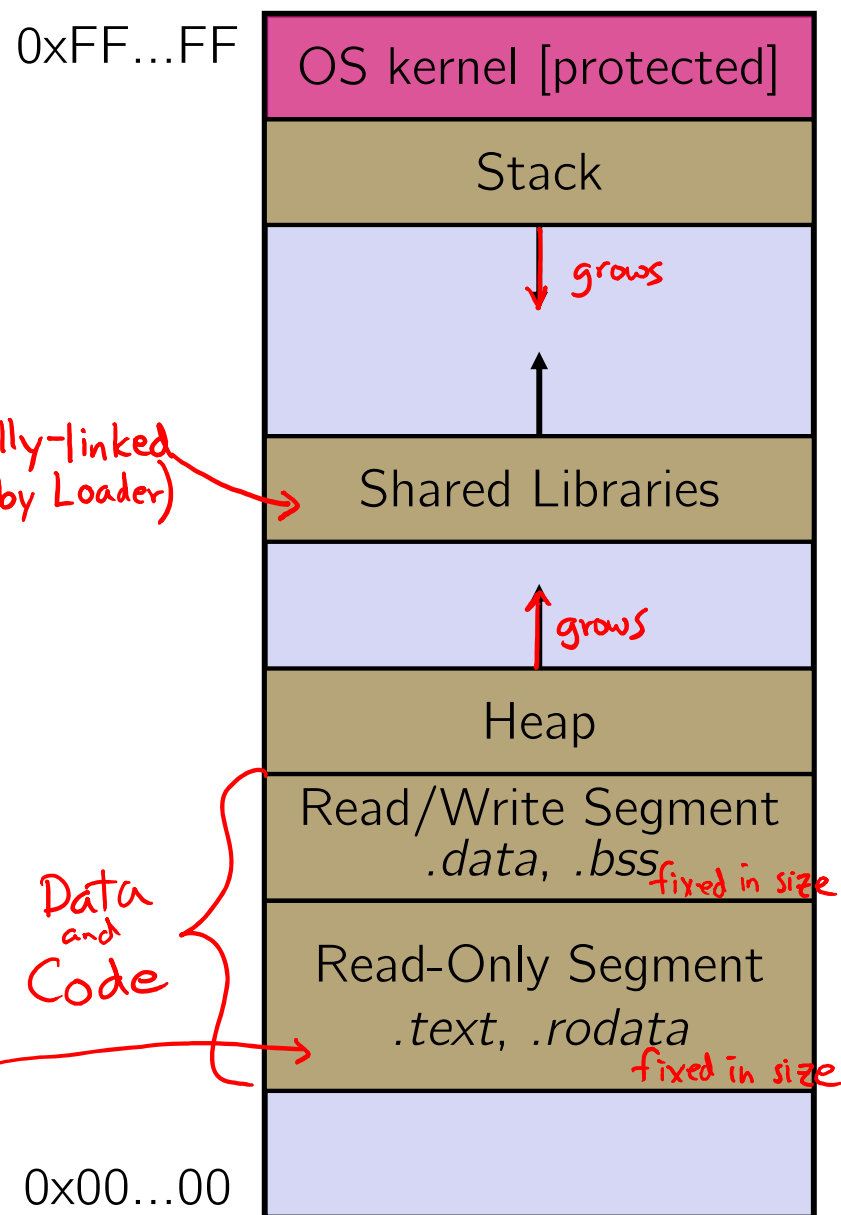 0xFF...FF
OS kernel [protected]
Stack
grows
lly-linked
by Loader)
Shared Libraries
grows
Heap
Read/Write Segment
.data, .bss
fixed in size
Data
and
Code
Read-Only Segment
.text, .rodata
fixed in size
0x00...00